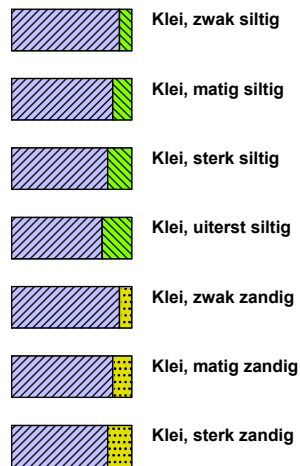 Klei, zwak siltig
Klei, matig siltig
Klei, sterk siltig
Klei, uiterst siltig
Klei, zwak zandig
Klei, matig zandig
Klei, sterk zandig